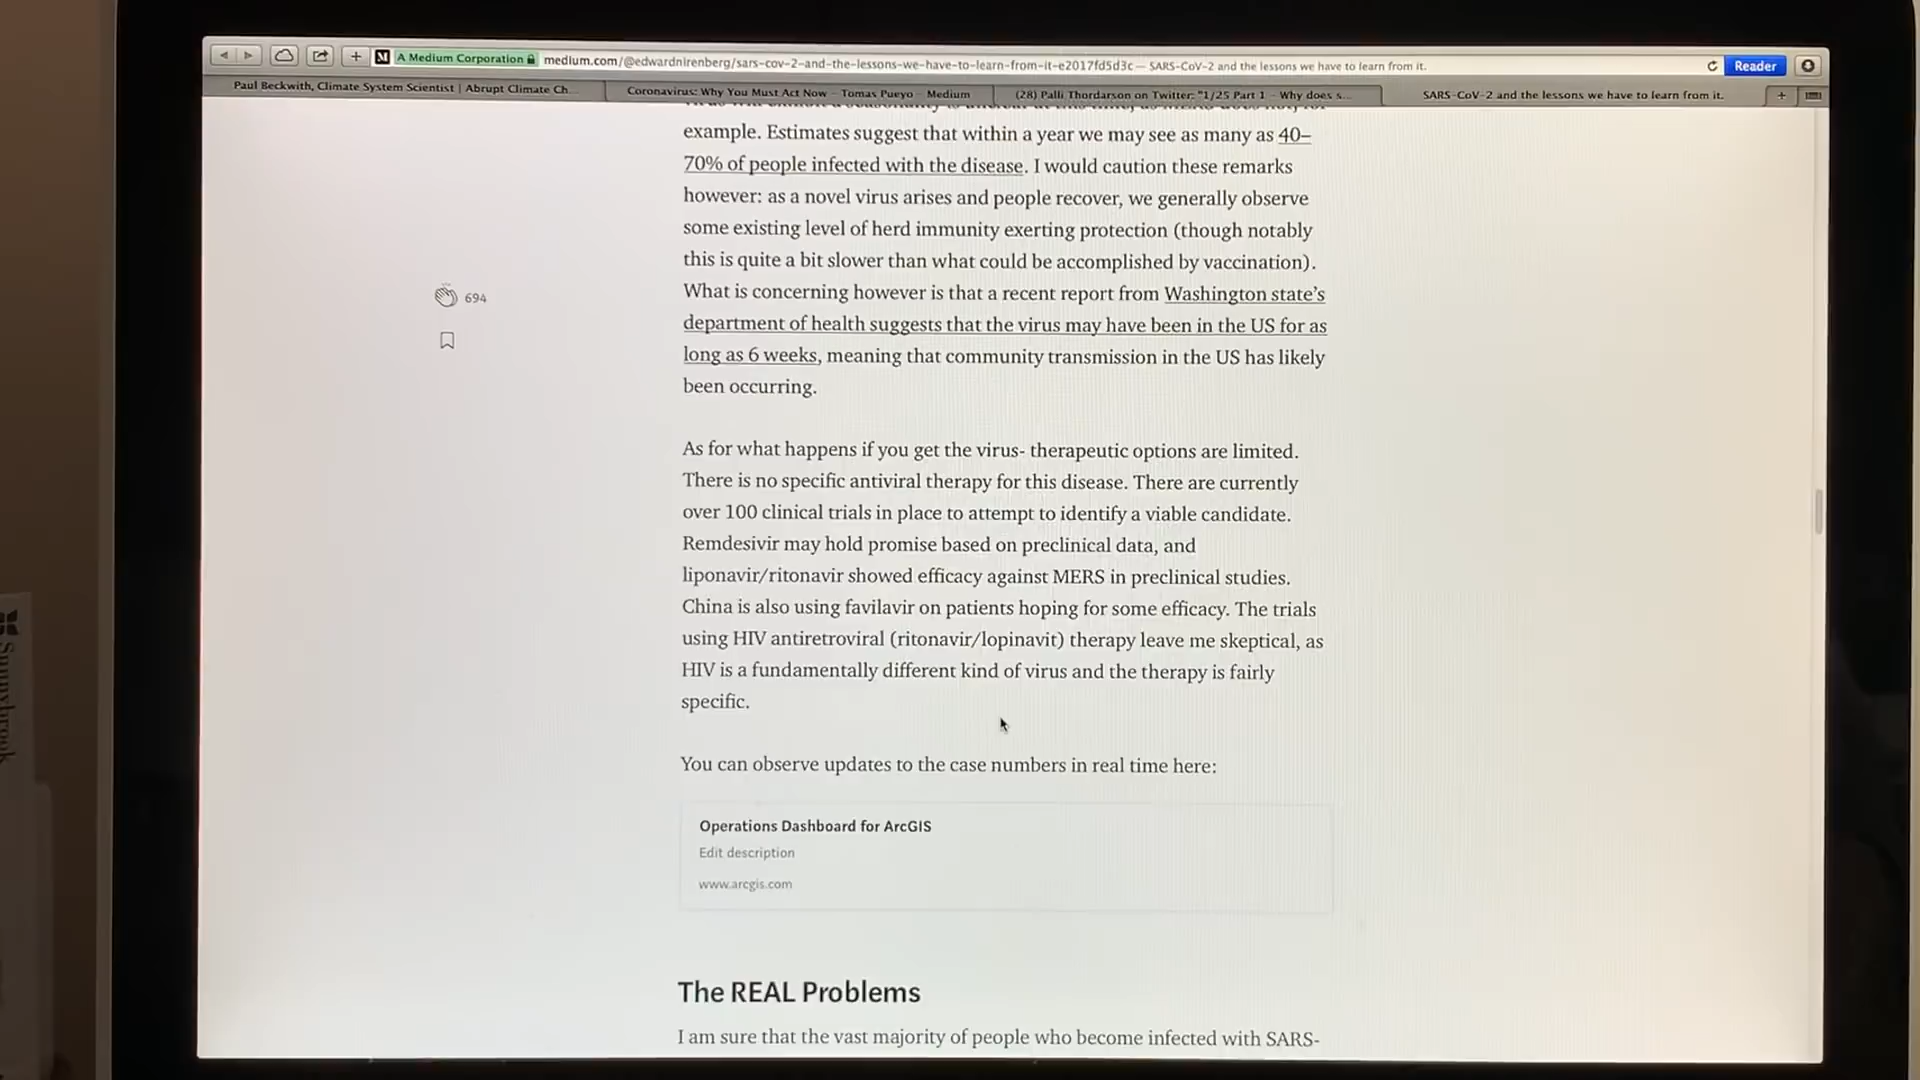 A Medium Corporation medium.com/@edwardnirenberg/sars-cov-2-and-the-lessons-we-have-to-learn-from-it-e2017fd5d3c — SARS-CoV-2 and the lessons we have to learn from it.
Reader
Paul Beckwith, Climate System Scientist | Abrupt Climate Ch...
Coronavirus: Why You Must Act Now – Tomas Pueyo – Medium
(28) Palli Thordarson on Twitter: "1/25 Part 1 – Why does s...
SARS-CoV-2 and the lessons we have to learn from it.
example. Estimates suggest that within a year we may see as many as 40–
70% of people infected with the disease. I would caution these remarks
however: as a novel virus arises and people recover, we generally observe
some existing level of herd immunity exerting protection (though notably
this is quite a bit slower than what could be accomplished by vaccination).
What is concerning however is that a recent report from Washington state's
department of health suggests that the virus may have been in the US for as
long as 6 weeks, meaning that community transmission in the US has likely
been occurring.
694
As for what happens if you get the virus- therapeutic options are limited.
There is no specific antiviral therapy for this disease. There are currently
over 100 clinical trials in place to attempt to identify a viable candidate.
Remdesivir may hold promise based on preclinical data, and
liponavir/ritonavir showed efficacy against MERS in preclinical studies.
China is also using favilavir on patients hoping for some efficacy. The trials
using HIV antiretroviral (ritonavir/lopinavit) therapy leave me skeptical, as
HIV is a fundamentally different kind of virus and the therapy is fairly
specific.
You can observe updates to the case numbers in real time here:
Operations Dashboard for ArcGIS
Edit description
www.arcgis.com
The REAL Problems
I am sure that the vast majority of people who become infected with SARS-
Sunnybrook